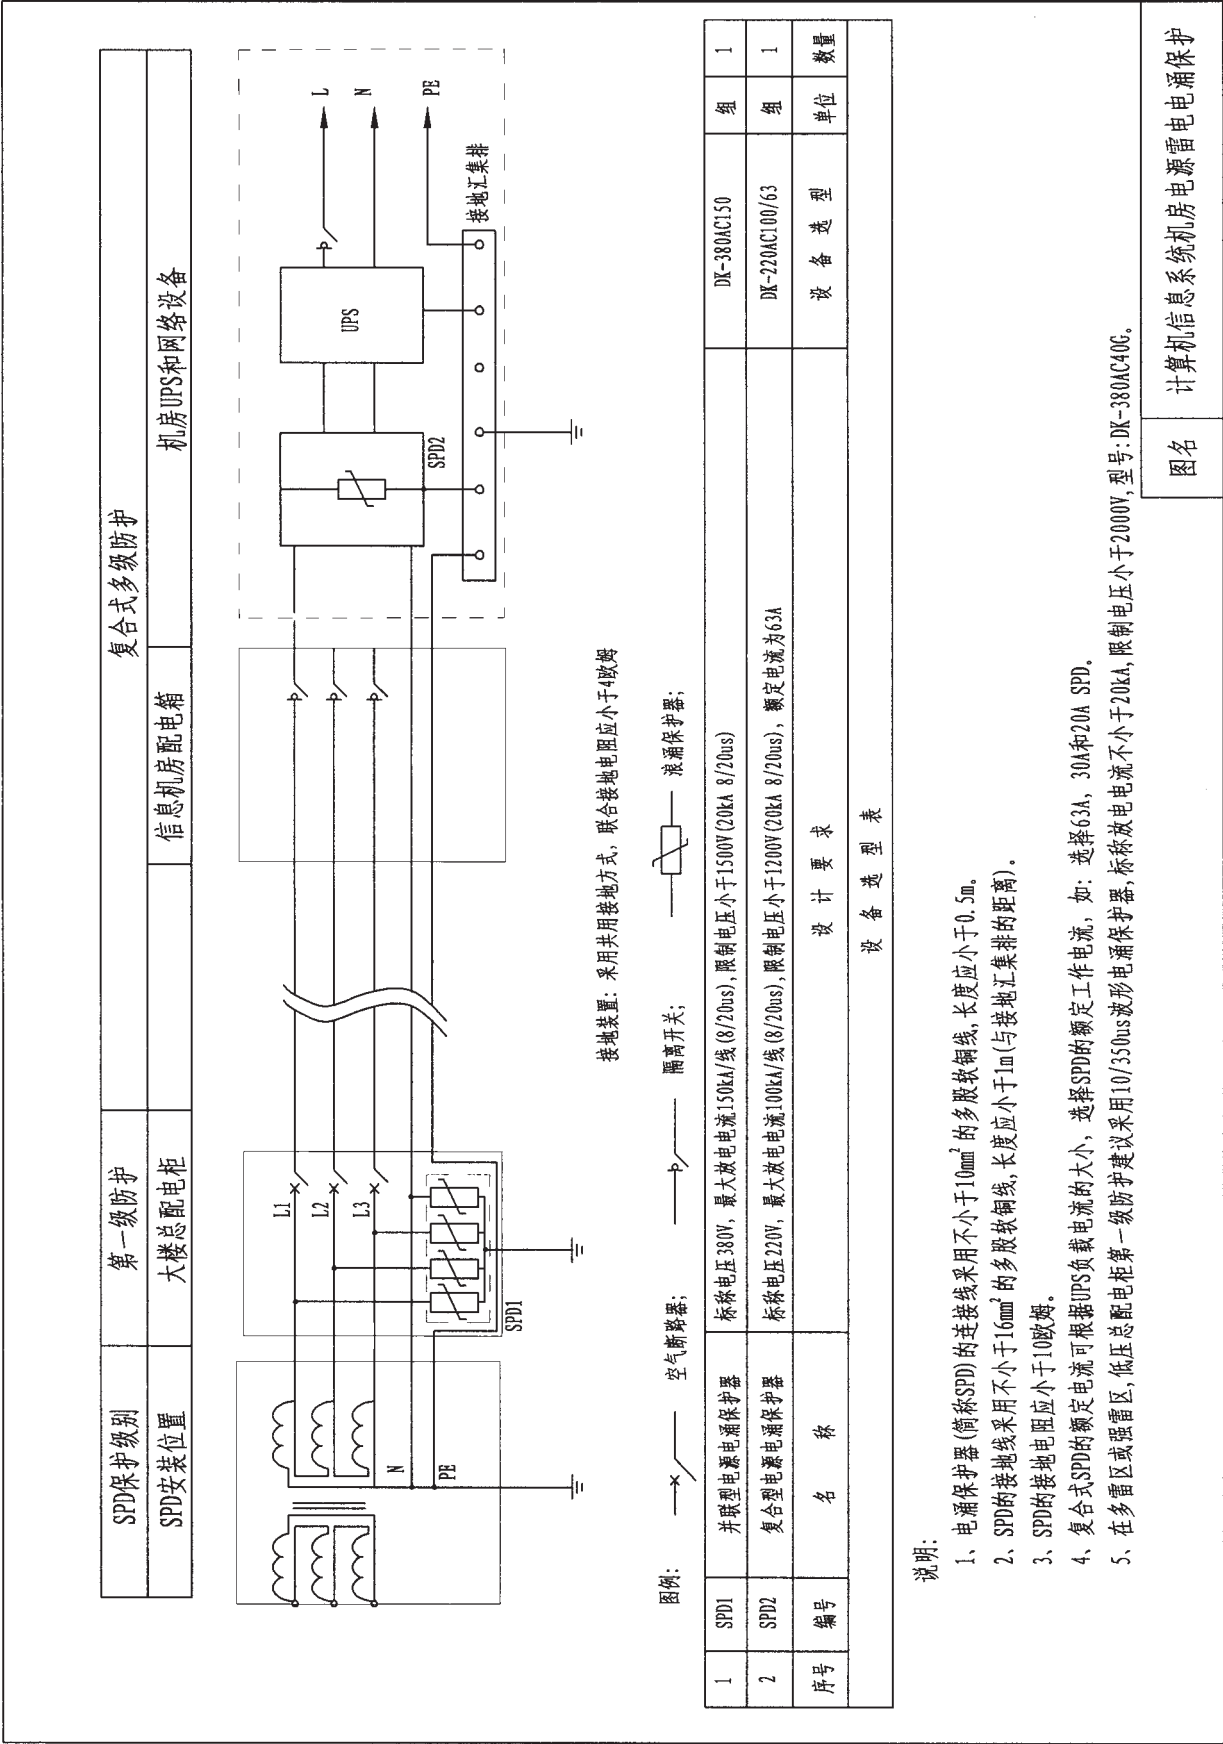 SPD保护级别 第一级防护 复合式多级防护
SPD安装位置 大楼总配电柜 信息机房配电箱 机房UPS和网络设备
L1
L2
L3
N
PE
SPD1
SPD2
UPS
L
N
PE
接地汇集排
接地装置：采用共用接地方式，联合接地电阻应小于4欧姆
图例： 空气断路器； 隔离开关； 浪涌保护器；
1 SPD1 并联型电源电涌保护器 标称电压380V，最大放电电流150kA/线(8/20us),限制电压小于1500V(20kA 8/20us) DK-380AC150 组 1
2 SPD2 复合型电源电涌保护器 标称电压220V，最大放电电流100kA/线(8/20us),限制电压小于1200V(20kA 8/20us)，额定电流为63A DK-220AC100/63 组 1
序号 编号 名 称 设 计 要 求 设 备 选 型 单位 数量
设 备 选 型 表
说明：
1、电涌保护器(简称SPD)的连接线采用不小于10mm²的多股软铜线,长度应小于0.5m。
2、SPD的接地线采用不小于16mm²的多股软铜线,长度应小于1m(与接地汇集排的距离)。
3、SPD的接地电阻应小于10欧姆。
4、复合式SPD的额定电流可根据UPS负载电流的大小，选择SPD的额定工作电流，如：选择63A，30A和20A SPD。
5、在多雷区或强雷区,低压总配电柜第一级防护建议采用10/350us波形电涌保护器,标称放电电流不小于20kA,限制电压小于2000V,型号:DK-380AC40G。
图名 计算机信息系统机房电源雷电电涌保护